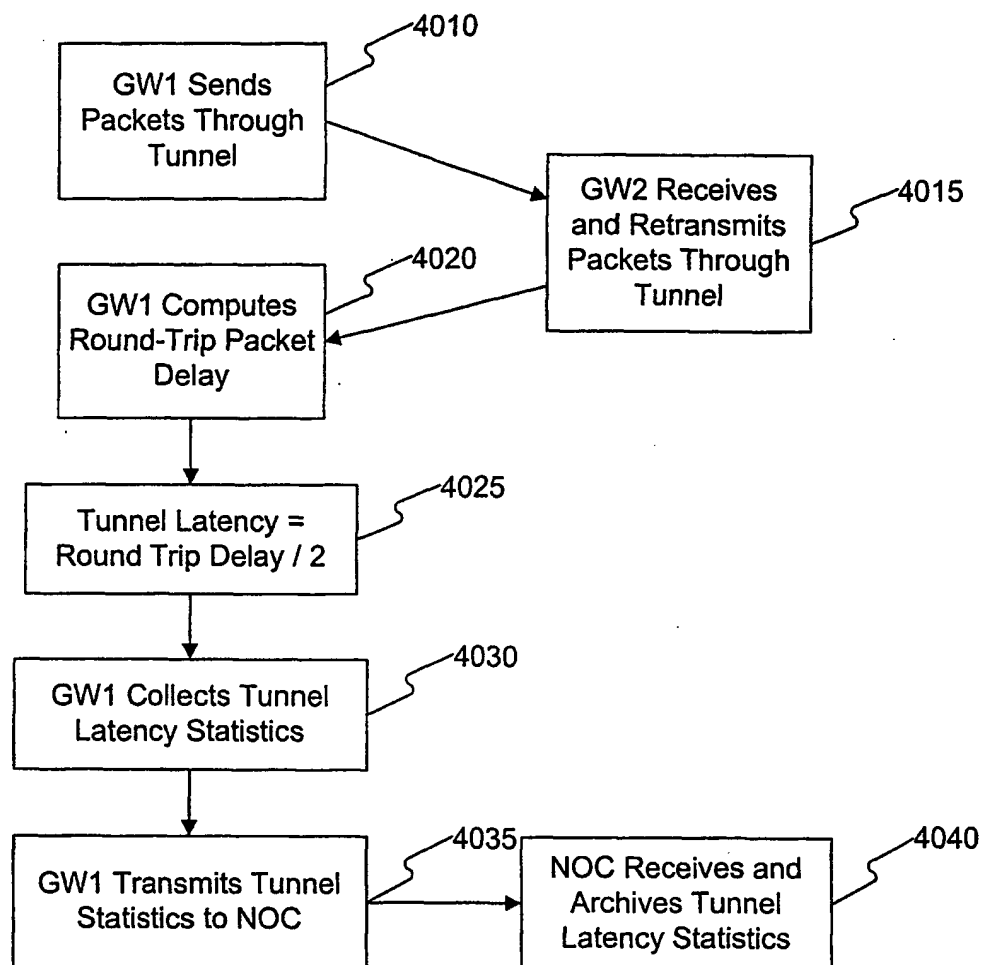 4010
GW1 Sends
Packets Through
Tunnel
GW2 Receives
and Retransmits
Packets Through
Tunnel
4015
4020
GW1 Computes
Round-Trip Packet
Delay
4025
Tunnel Latency =
Round Trip Delay / 2
4030
GW1 Collects Tunnel
Latency Statistics
4035
GW1 Transmits Tunnel
Statistics to NOC
4040
NOC Receives and
Archives Tunnel
Latency Statistics